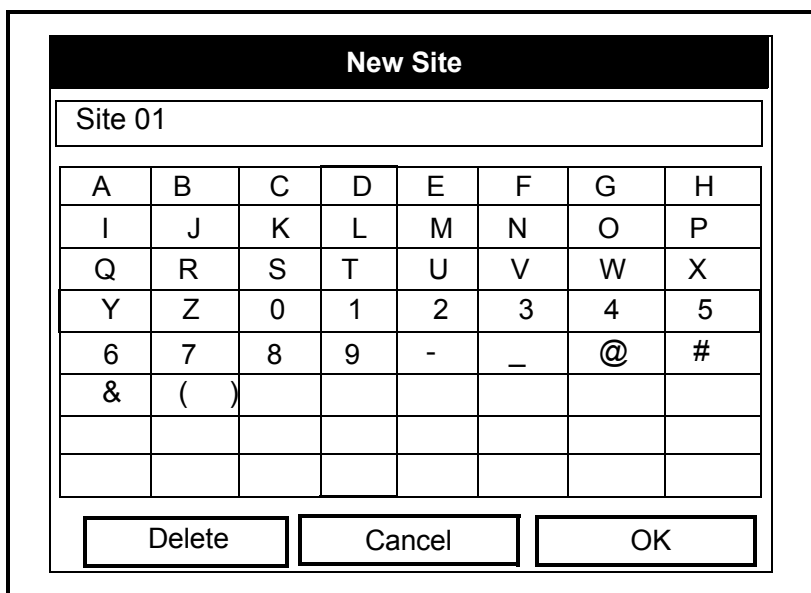 New Site
Site 01
A B C D E F G H
I J K L M N O P
Q R S T U V W X
Y Z 0 1 2 3 4 5
6 7 8 9 - _ @ #
& ( )
Delete Cancel OK